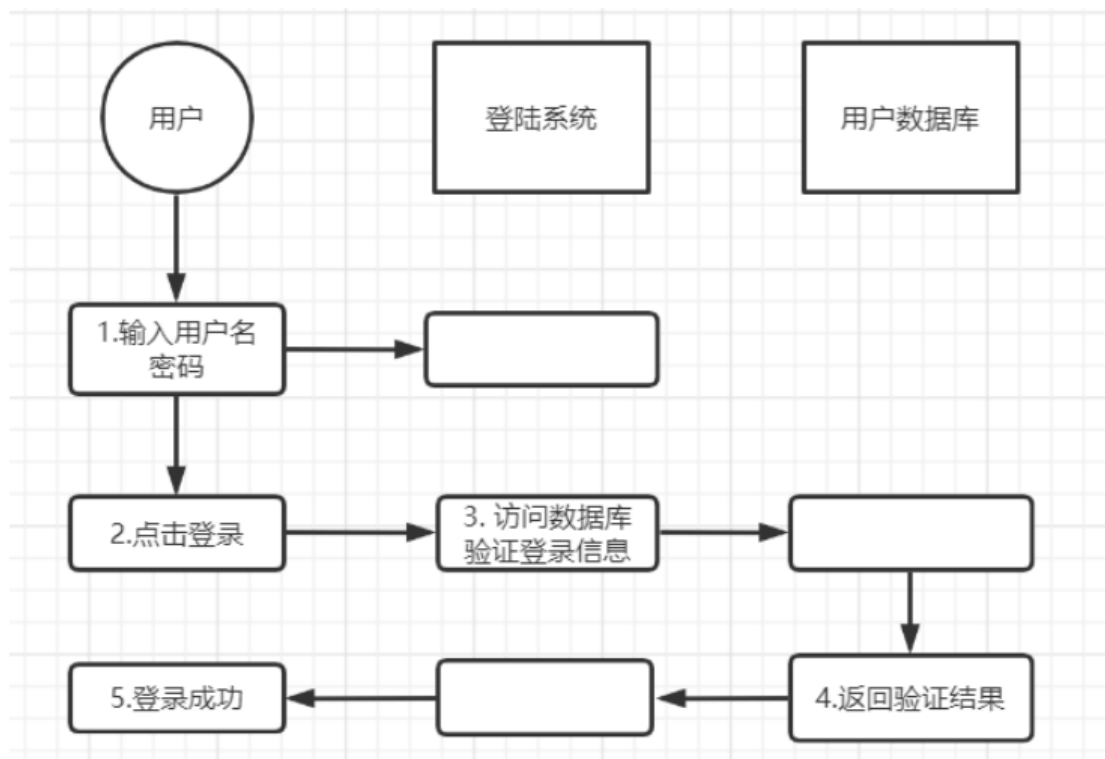 用户
登陆系统
用户数据库
1.输入用户名
密码
2.点击登录
3. 访问数据库
验证登录信息
5.登录成功
4.返回验证结果